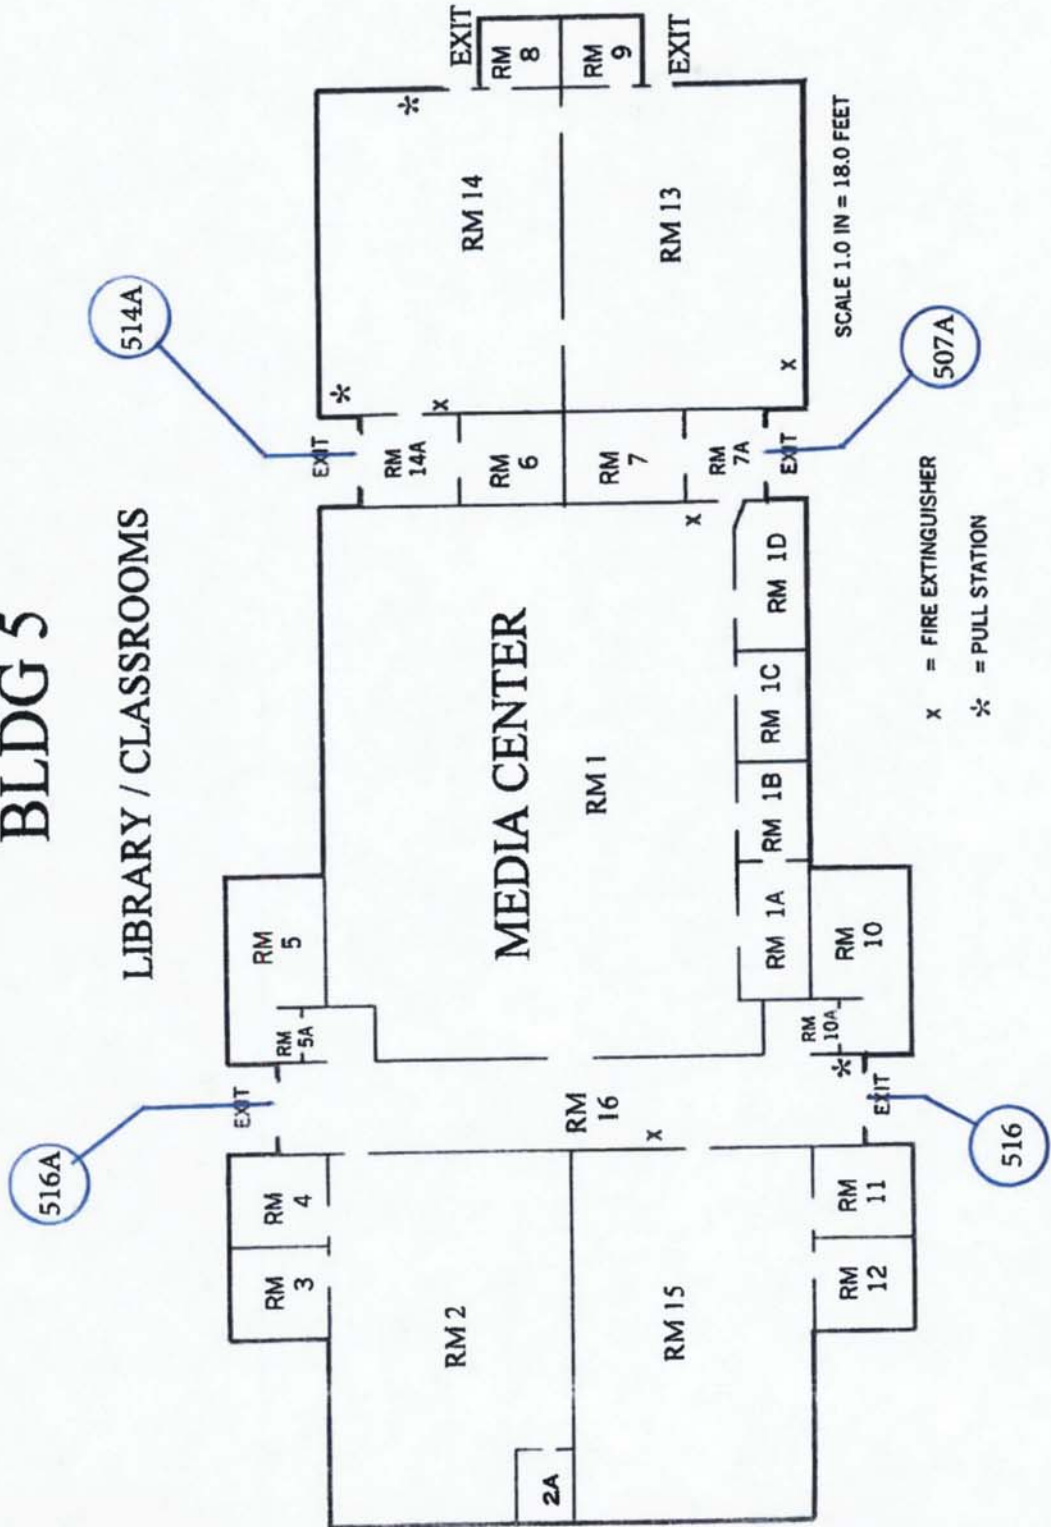 BLDG 5
LIBRARY / CLASSROOMS
516A
514A
EXIT
EXIT
RM
3
RM
4
RM
5A
RM
5
RM
14A
RM 2
2A
RM
16
MEDIA CENTER
RM 1
RM
6
RM 14
EXIT
RM
8
RM
9
EXIT
RM 15
RM
7
RM 13
RM
7A
RM 1A
RM 1B
RM 1C
RM 1D
RM
12
RM
11
RM
10A
RM
10
EXIT
EXIT
516
507A
SCALE 1.0 IN = 18.0 FEET
x = FIRE EXTINGUISHER
* = PULL STATION